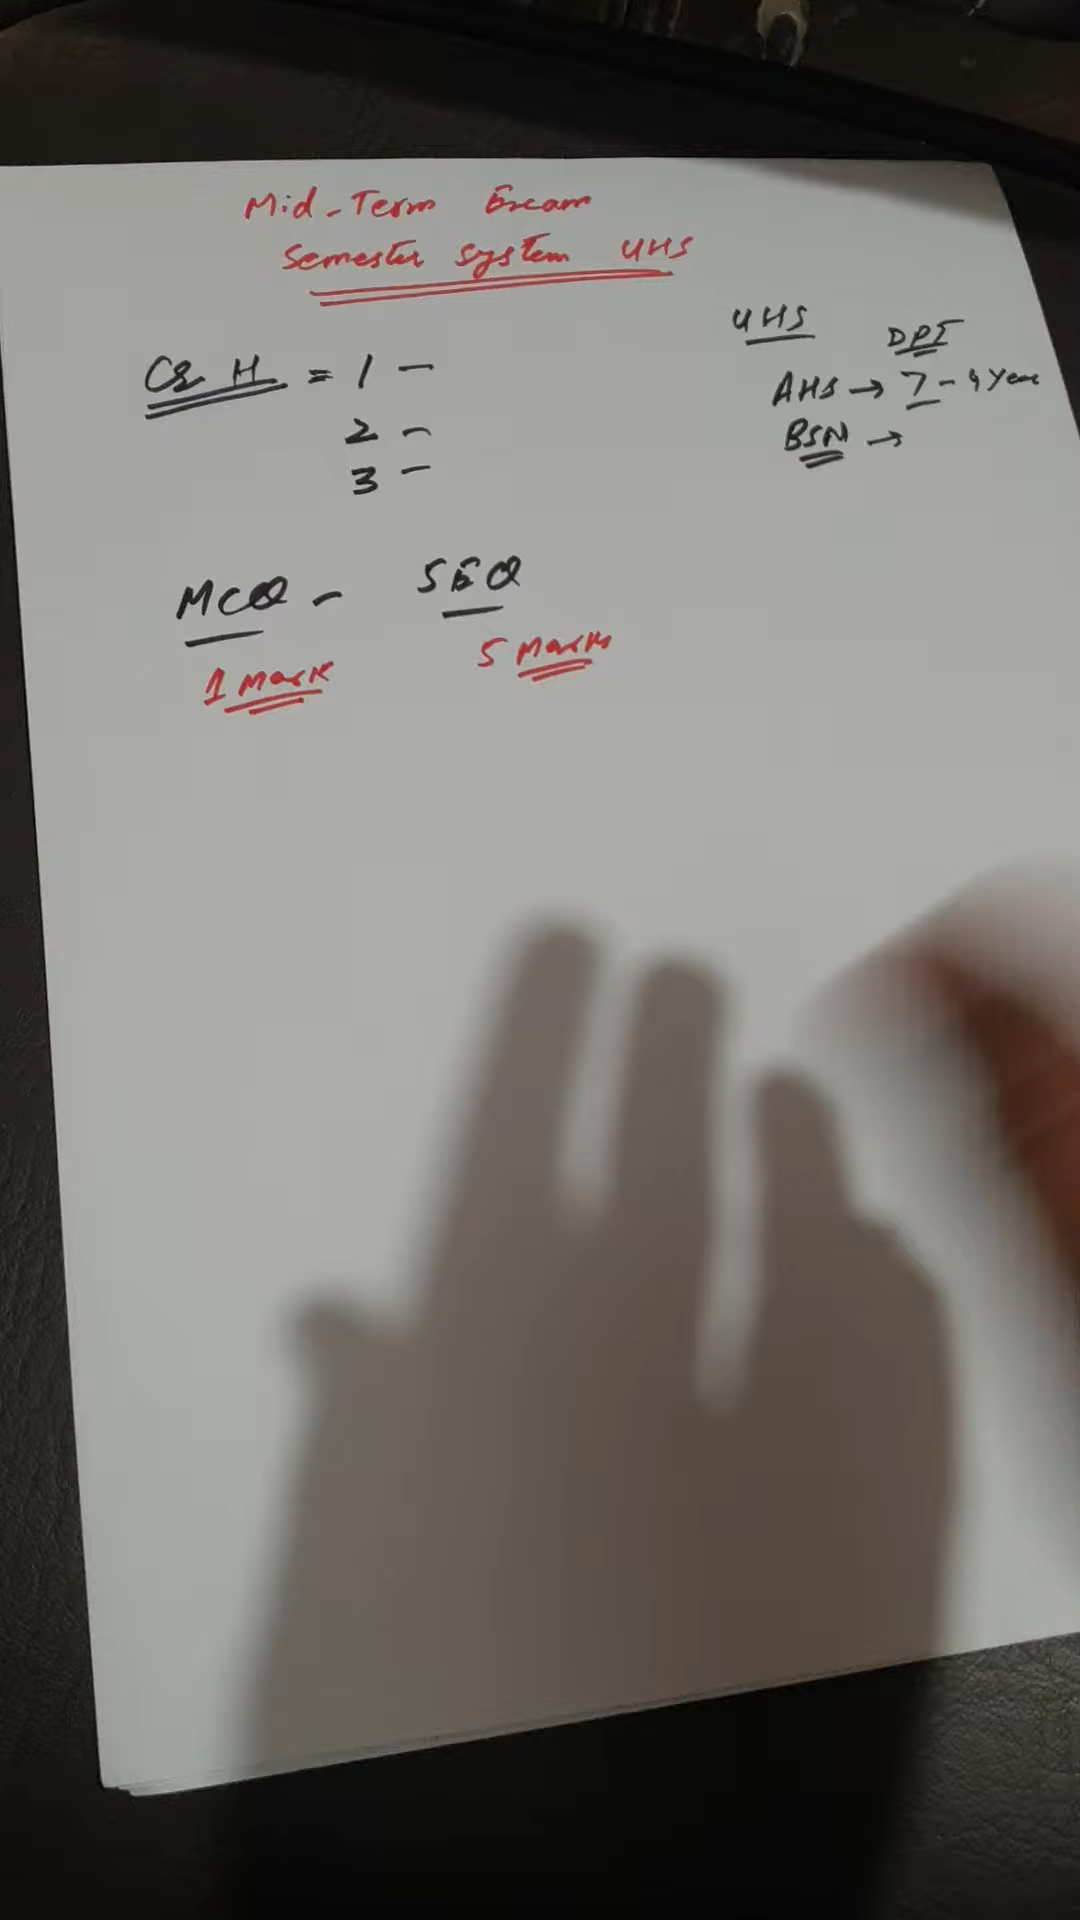 Mid-Term Exam
Semester System UHS
UHS DPT
Cr H = 1 -
AHS → 7 - 4 Year
2 -
BSN →
3 -
MCQ - SEQ
1 Mark 5 Marks